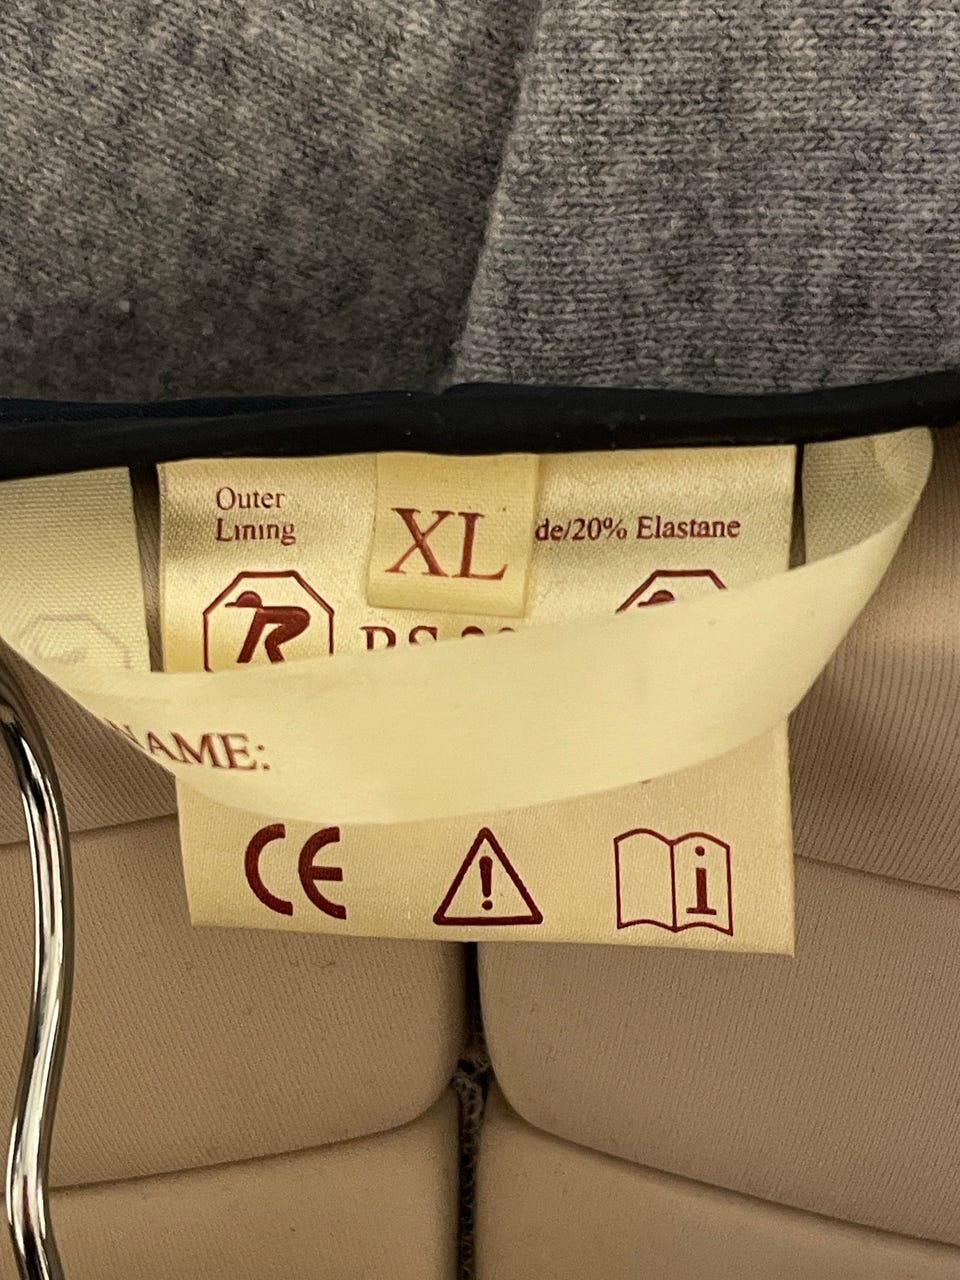 Outer
Lining
XL
de/20% Elastane
NAME:
CE